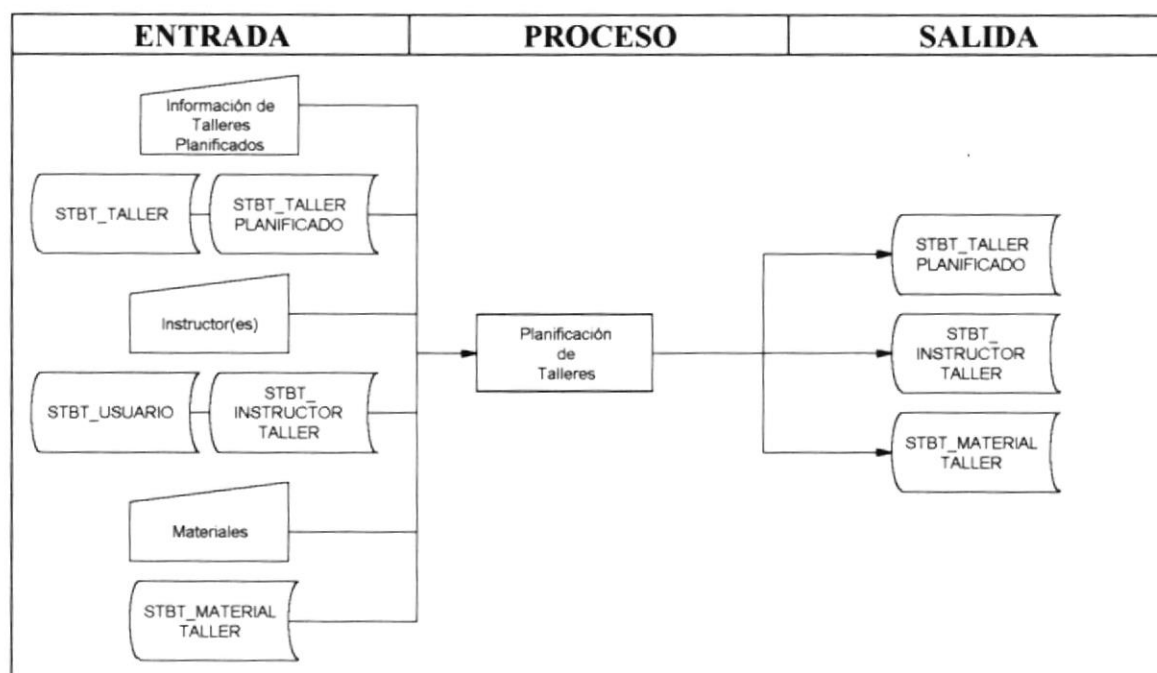 ENTRADA
PROCESO
SALIDA
Información de
Talleres
Planificados
STBT_TALLER
STBT_TALLER
PLANIFICADO
Instructor(es)
STBT_USUARIO
STBT_
INSTRUCTOR
TALLER
Materiales
STBT_MATERIAL
TALLER
Planificación
de
Talleres
STBT_TALLER
PLANIFICADO
STBT_
INSTRUCTOR
TALLER
STBT_MATERIAL
TALLER